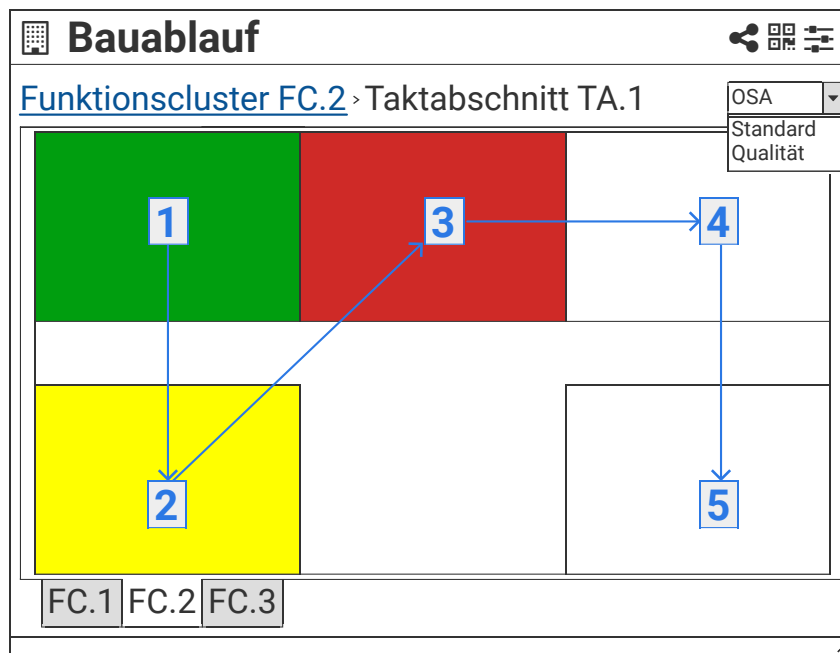 Bauablauf
Funktionscluster FC.2 › Taktabschnitt TA.1
OSA
Standard
Qualität
1
3
4
2
5
FC.1 FC.2 FC.3